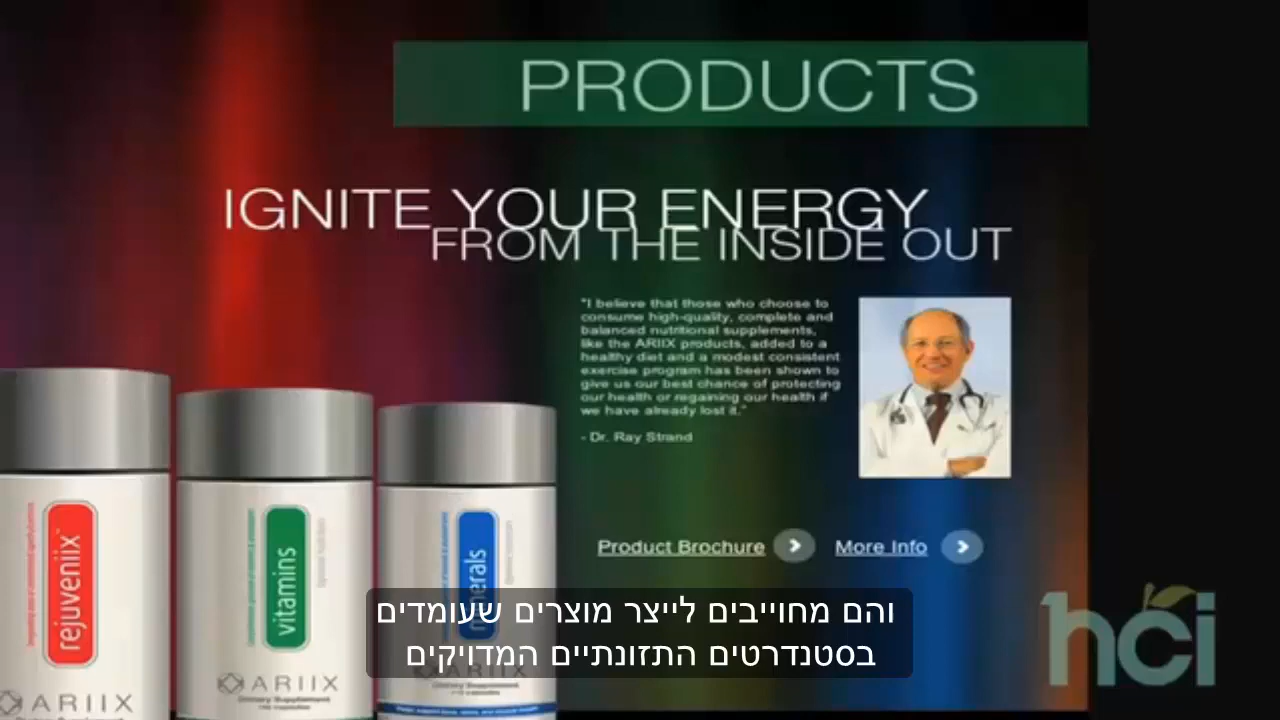 PRODUCTS
IGNITE YOUR ENERGY
FROM THE INSIDE OUT
"I believe that those who choose to
consume high-quality, complete and
balanced nutritional supplements,
like the ARIIX products, added to a
healthy diet and a modest consistent
exercise program has been shown to
give us our best chance of protecting
our health or regaining our health if
we have already lost it."
- Dr. Ray Strand
Product Brochure
More Info
rejuveniix™
vitamins
minerals
ARIIX
ARIIX
Dietary Supplement
והם מחוייבים לייצר מוצרים שעומדים
בסטנדרטים התזונתיים המדויקים
hci